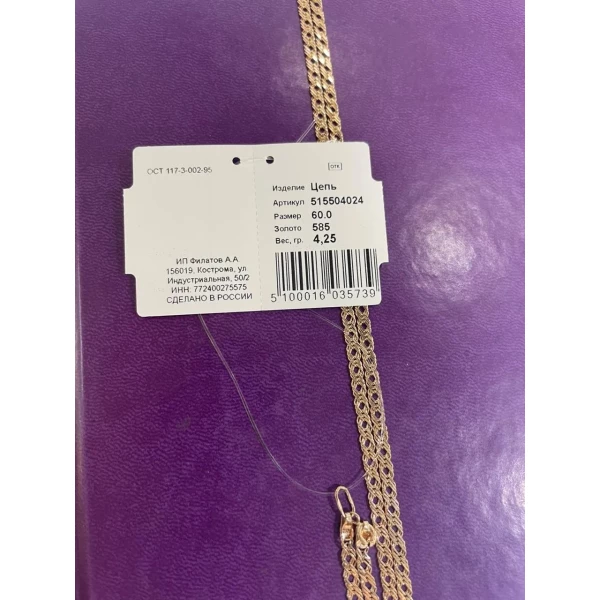 ОСТ 117-3-002-95
ИП Филатов А.А
156019, Кострома, ул
Индустриальная, 50/2
ИНН: 772400275575
СДЕЛАНО В РОССИИ
ОТК
Изделие Цепь
Артикул 515504024
Размер 60.0
Золото 585
Вес, гр. 4,25
5 100016 035739